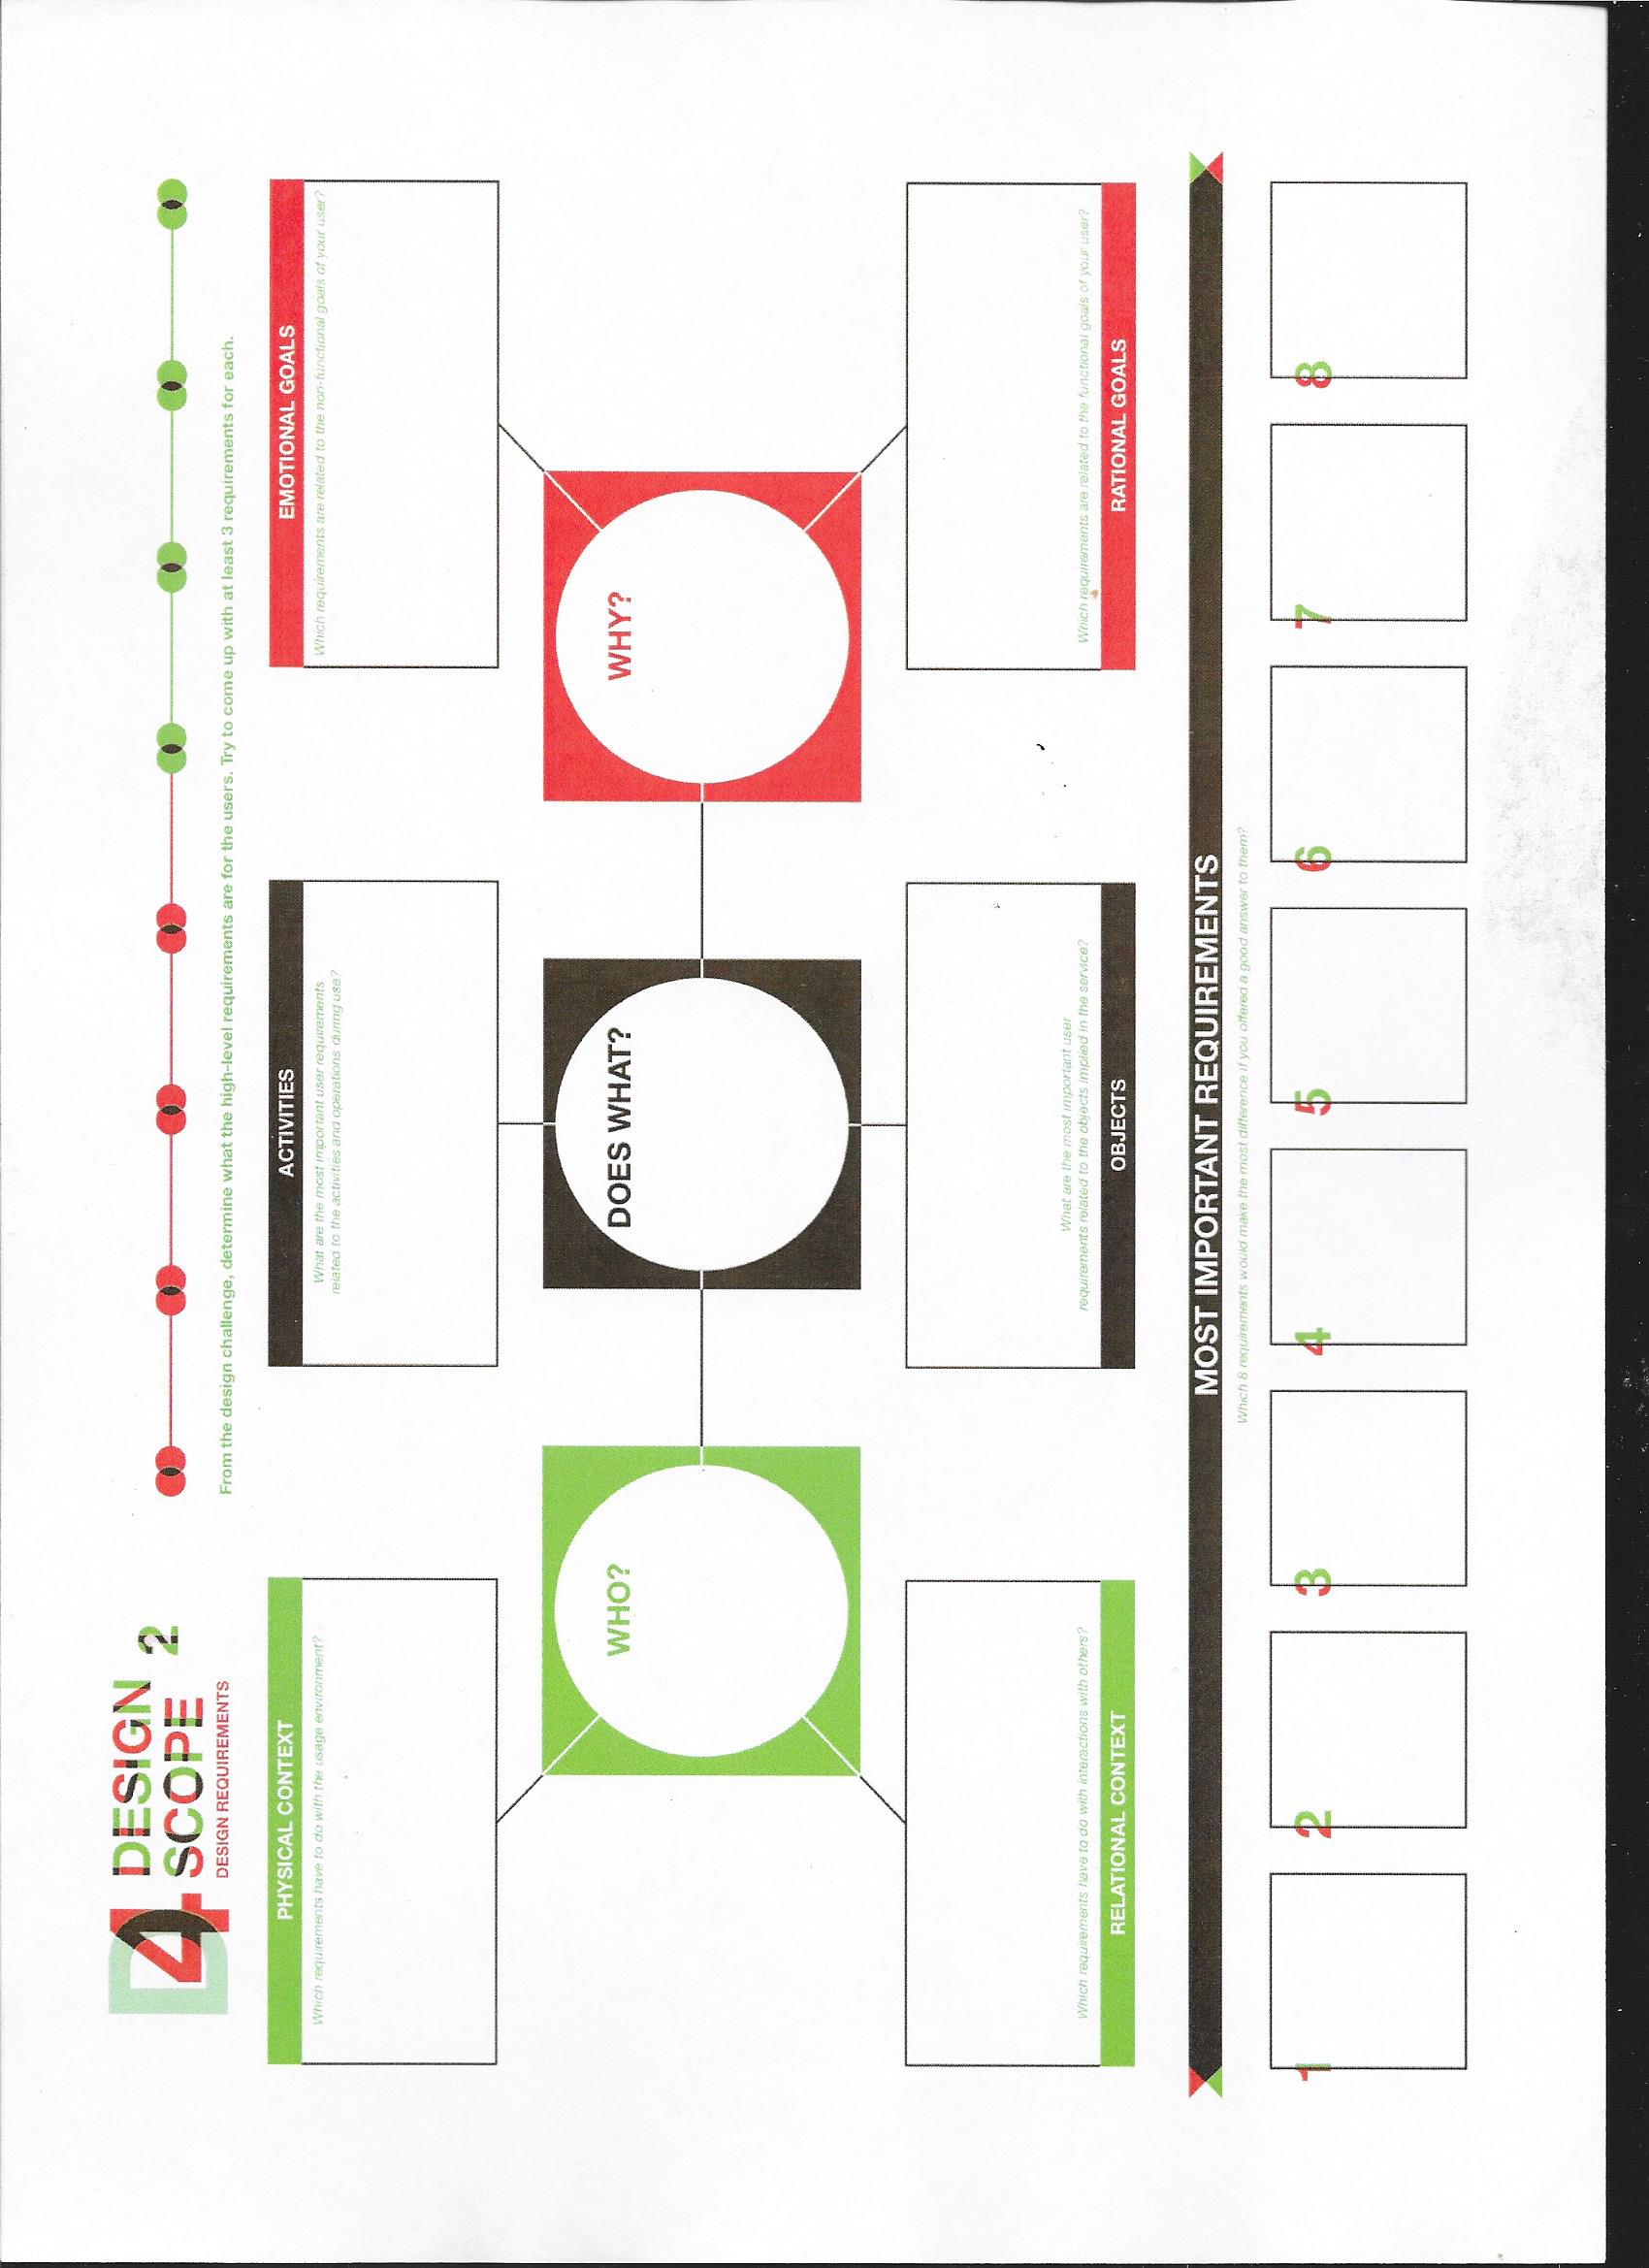 D4
DESIGN
SCOPE 2
DESIGN REQUIREMENTS
From the design challenge, determine what the high-level requirements are for the users. Try to come up with at least 3 requirements for each.
PHYSICAL CONTEXT
Which requirements have to do with the usage environment?
ACTIVITIES
What are the most important user requirements
related to the activities and operations during use?
EMOTIONAL GOALS
Which requirements are related to the non-functional goals of your user?
WHO?
DOES WHAT?
WHY?
Which requirements have to do with interactions with others?
RELATIONAL CONTEXT
What are the most important user
requirements related to the objects implied in the service?
OBJECTS
Which requirements are related to the functional goals of your user?
RATIONAL GOALS
MOST IMPORTANT REQUIREMENTS
Which 8 requirements would make the most difference if you offered a good answer to them?
1 2 3 4 5 6 7 8